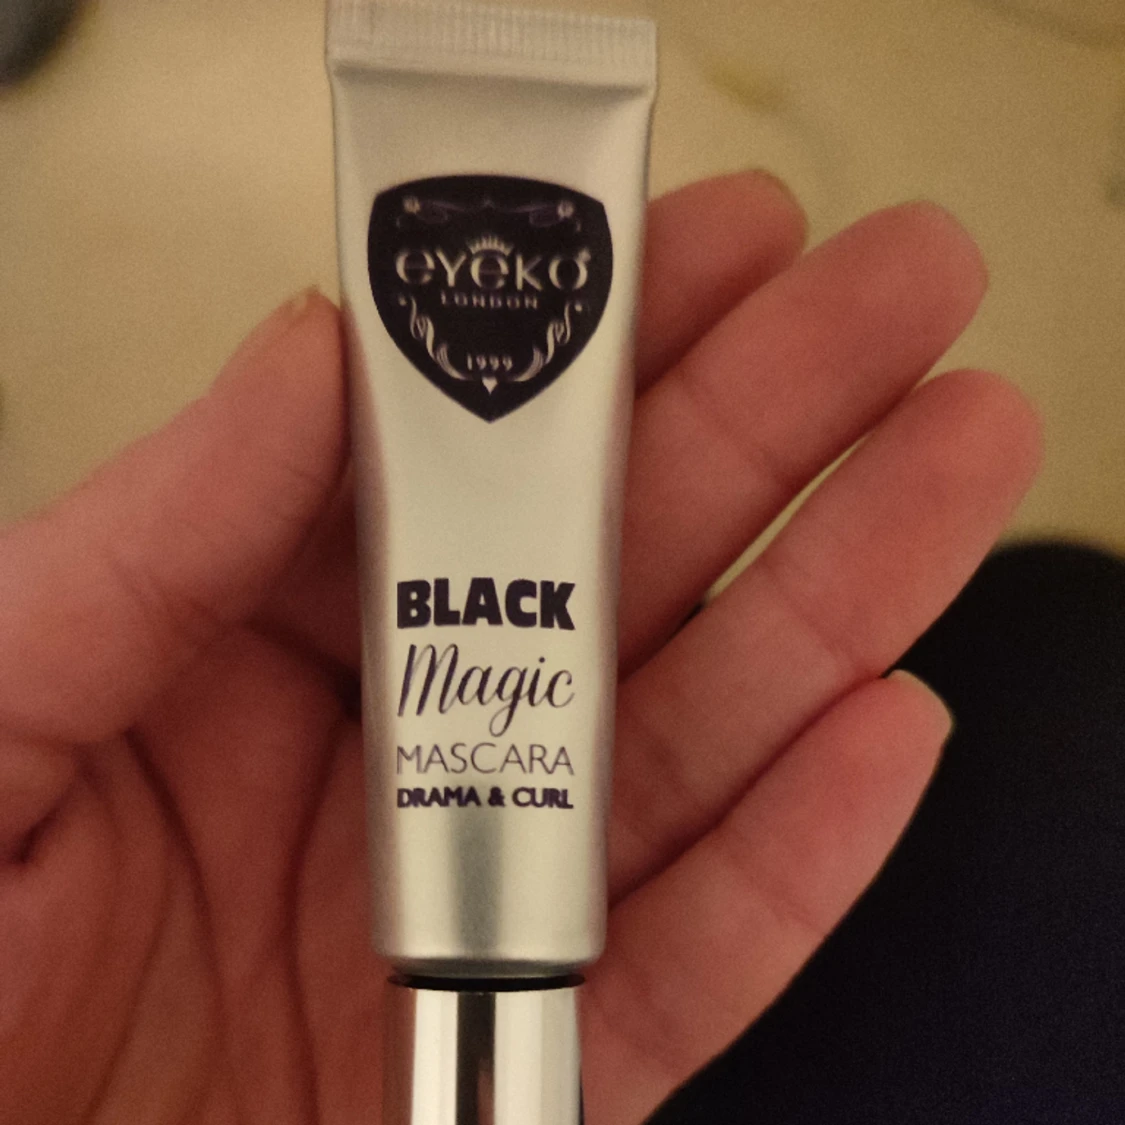 eyeko
LONDON
1999
BLACK
Magic
MASCARA
DRAMA & CURL